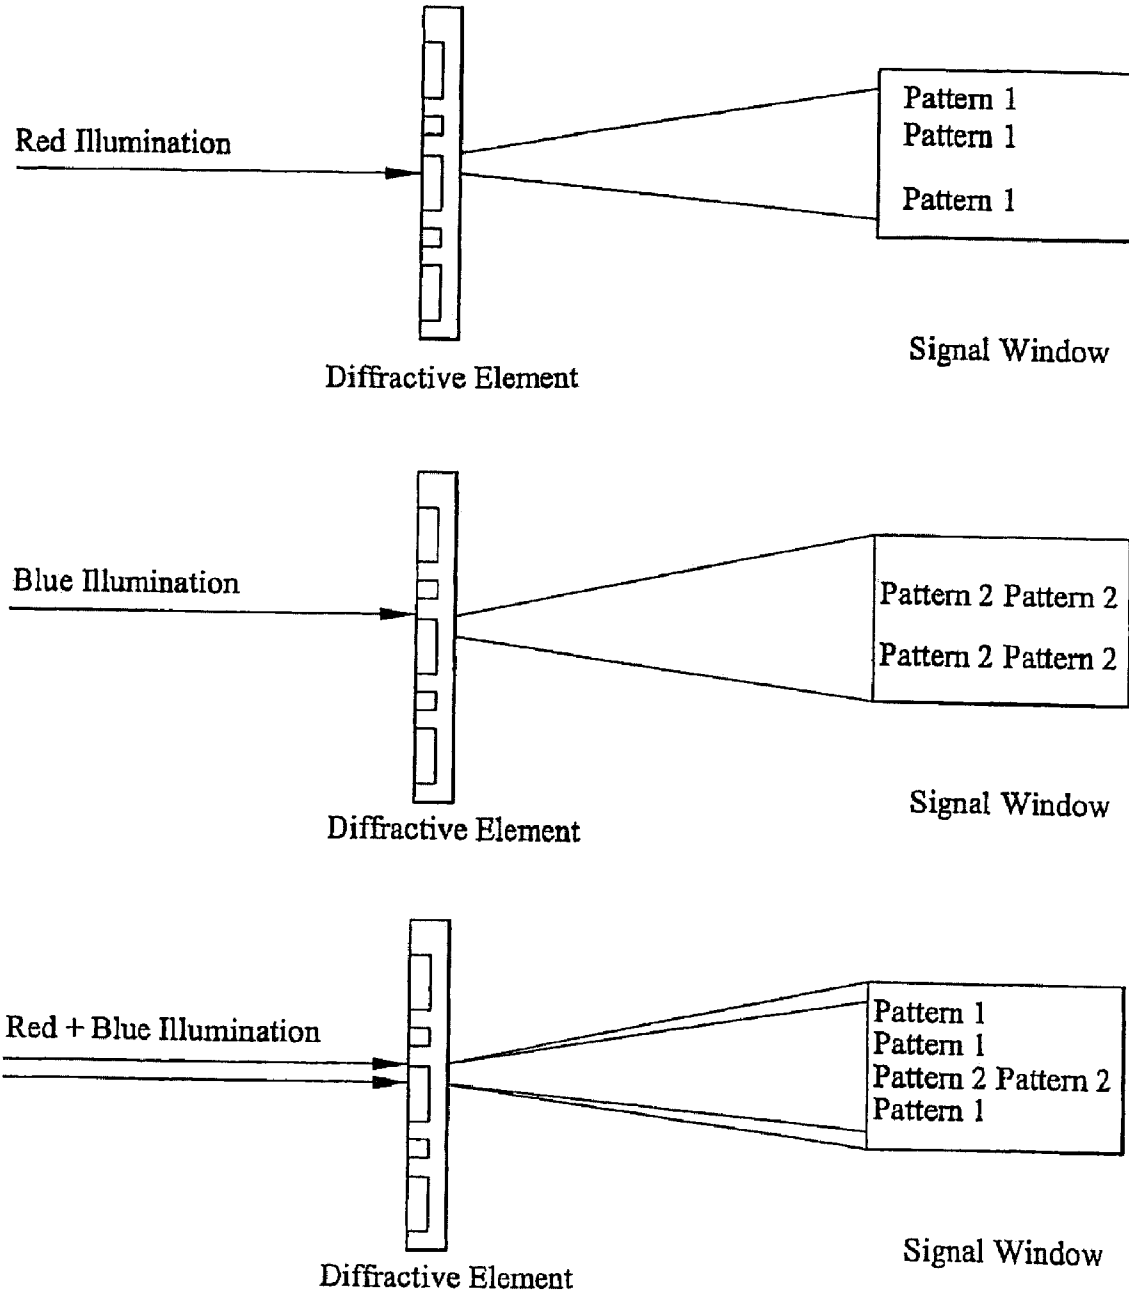 Red Illumination
Pattern 1
Pattern 1
Pattern 1
Signal Window
Diffractive Element
Blue Illumination
Pattern 2 Pattern 2
Pattern 2 Pattern 2
Signal Window
Diffractive Element
Red + Blue Illumination
Pattern 1
Pattern 1
Pattern 2 Pattern 2
Pattern 1
Signal Window
Diffractive Element